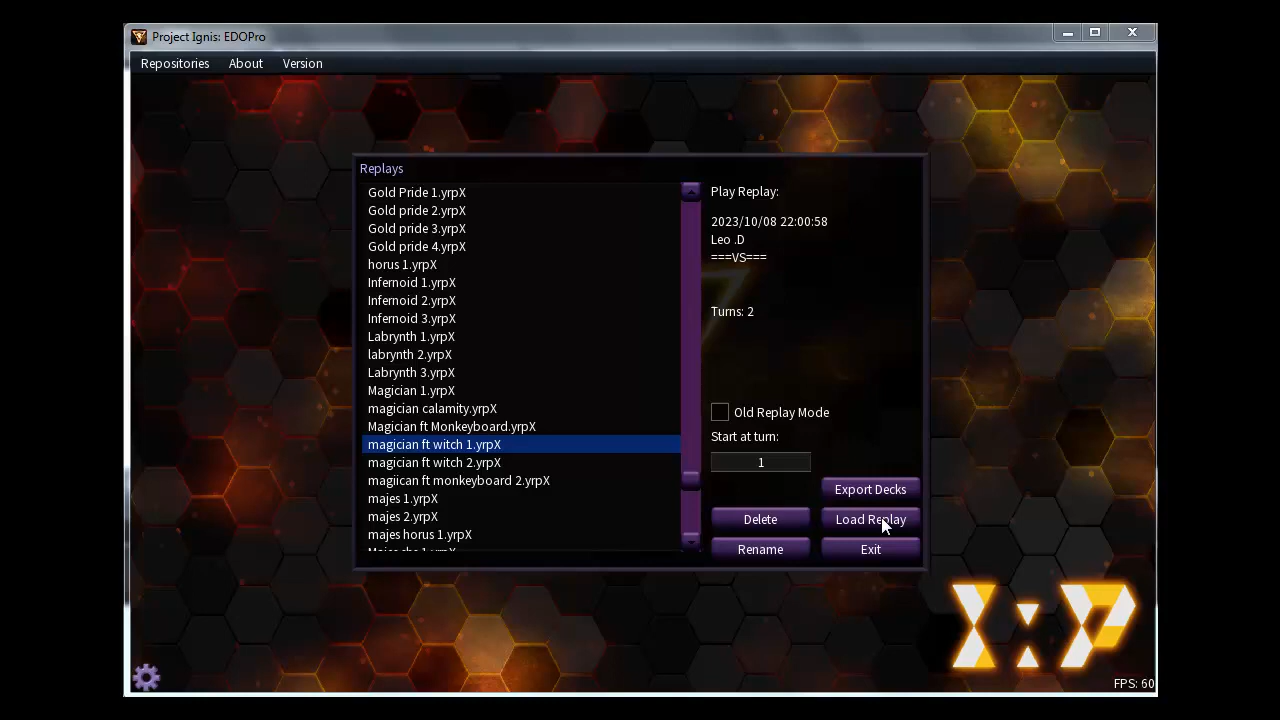 Project Ignis: EDOPro
Repositories About Version
Replays
Gold Pride 1.yrpX
Gold pride 2.yrpX
Gold pride 3.yrpX
Gold pride 4.yrpX
horus 1.yrpX
Infernoid 1.yrpX
Infernoid 2.yrpX
Infernoid 3.yrpX
Labrynth 1.yrpX
labrynth 2.yrpX
Labrynth 3.yrpX
Magician 1.yrpX
magician calamity.yrpX
Magician ft Monkeyboard.yrpX
magician ft witch 1.yrpX
magician ft witch 2.yrpX
magiican ft monkeyboard 2.yrpX
majes 1.yrpX
majes 2.yrpX
majes horus 1.yrpX
Play Replay:
2023/10/08 22:00:58
Leo .D
===VS===
Turns: 2
Old Replay Mode
Start at turn:
1
Export Decks
Delete Load Replay
Rename Exit
X:P
FPS: 60